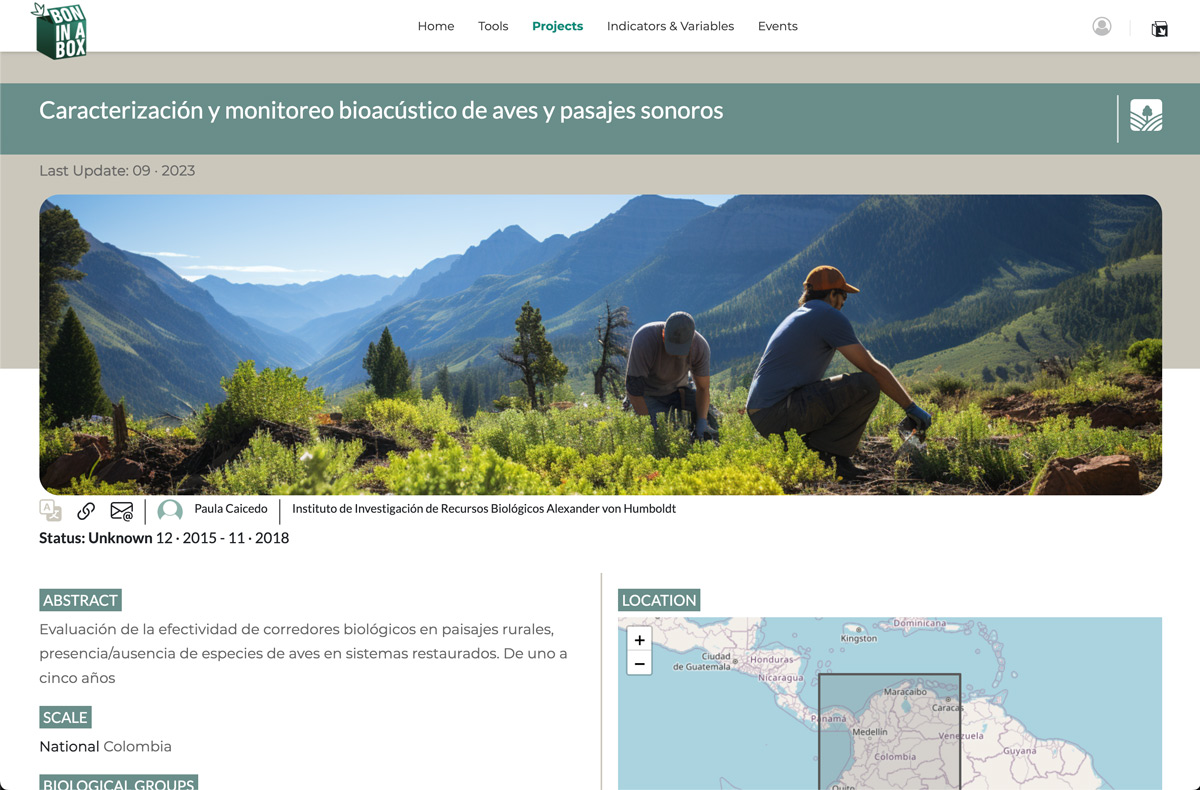 BON
IN A
BOX
Home Tools Projects Indicators & Variables Events
Caracterización y monitoreo bioacústico de aves y pasajes sonoros
Last Update: 09 · 2023
Paula Caicedo Instituto de Investigación de Recursos Biológicos Alexander von Humboldt
Status: Unknown 12 · 2015 - 11 · 2018
ABSTRACT
Evaluación de la efectividad de corredores biológicos en paisajes rurales,
presencia/ausencia de especies de aves en sistemas restaurados. De uno a
cinco años
SCALE
National Colombia
BIOLOGICAL GROUPS
LOCATION
+
−
Dominicana
Kingston
Ciudad
de Guatemala
Honduras
Nicaragua
Maracaibo
Caracas
Panamá
Medellín
Venezuela
Guyana
Colombia
Quito